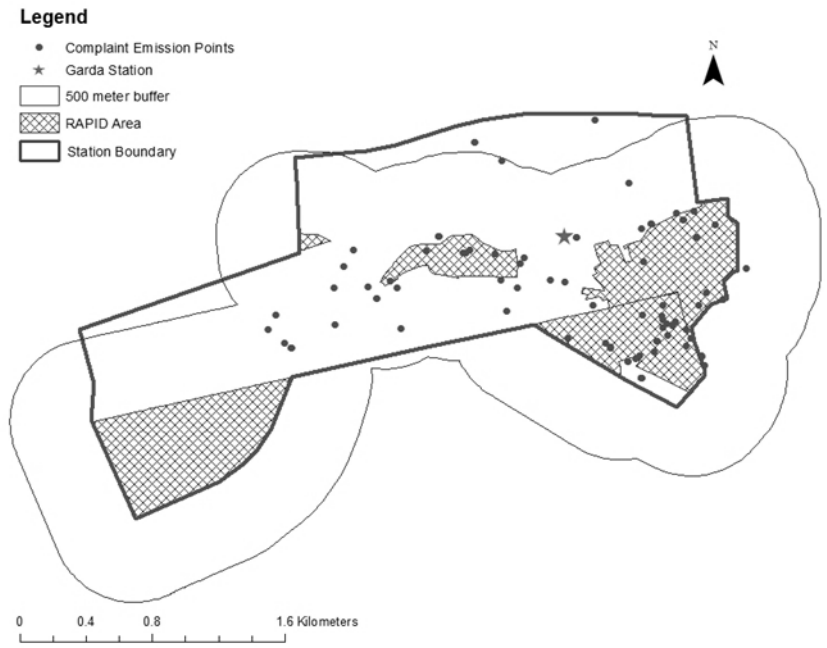 Legend
Complaint Emission Points
Garda Station
500 meter buffer
RAPID Area
Station Boundary
N
0 0.4 0.8 1.6 Kilometers